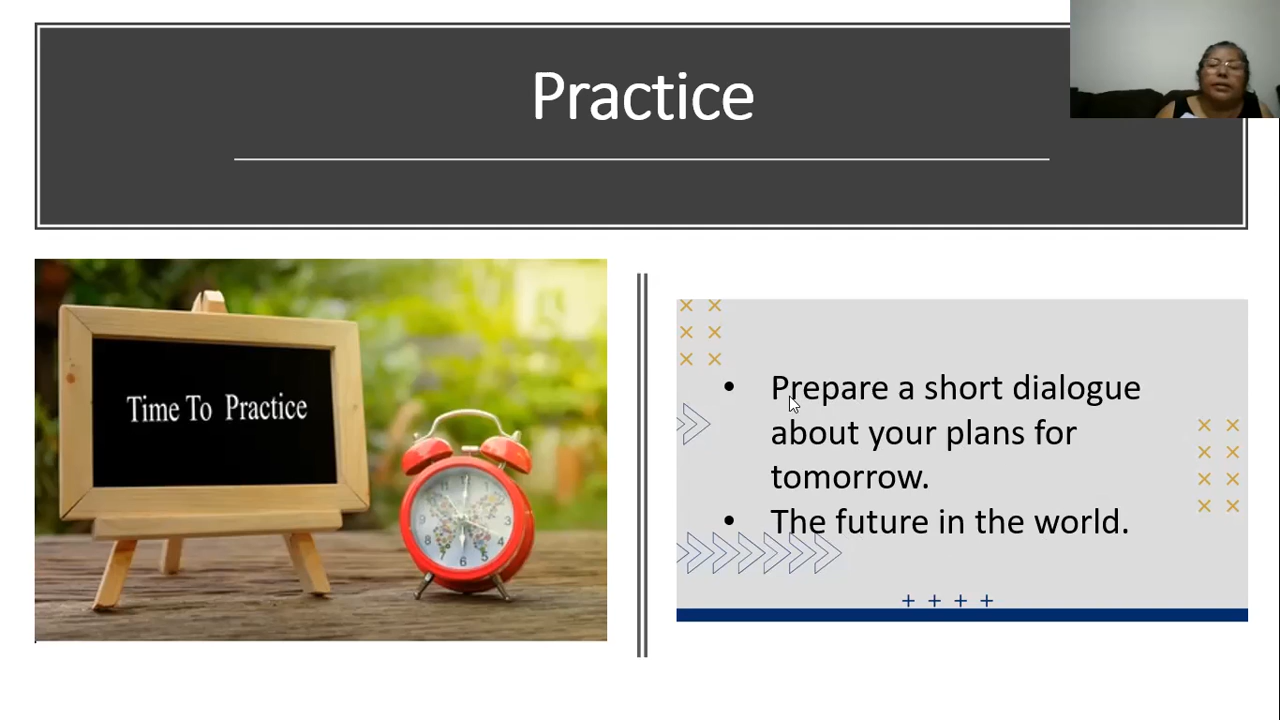 Practice
Time To Practice
• Prepare a short dialogue
about your plans for
tomorrow.
• The future in the world.